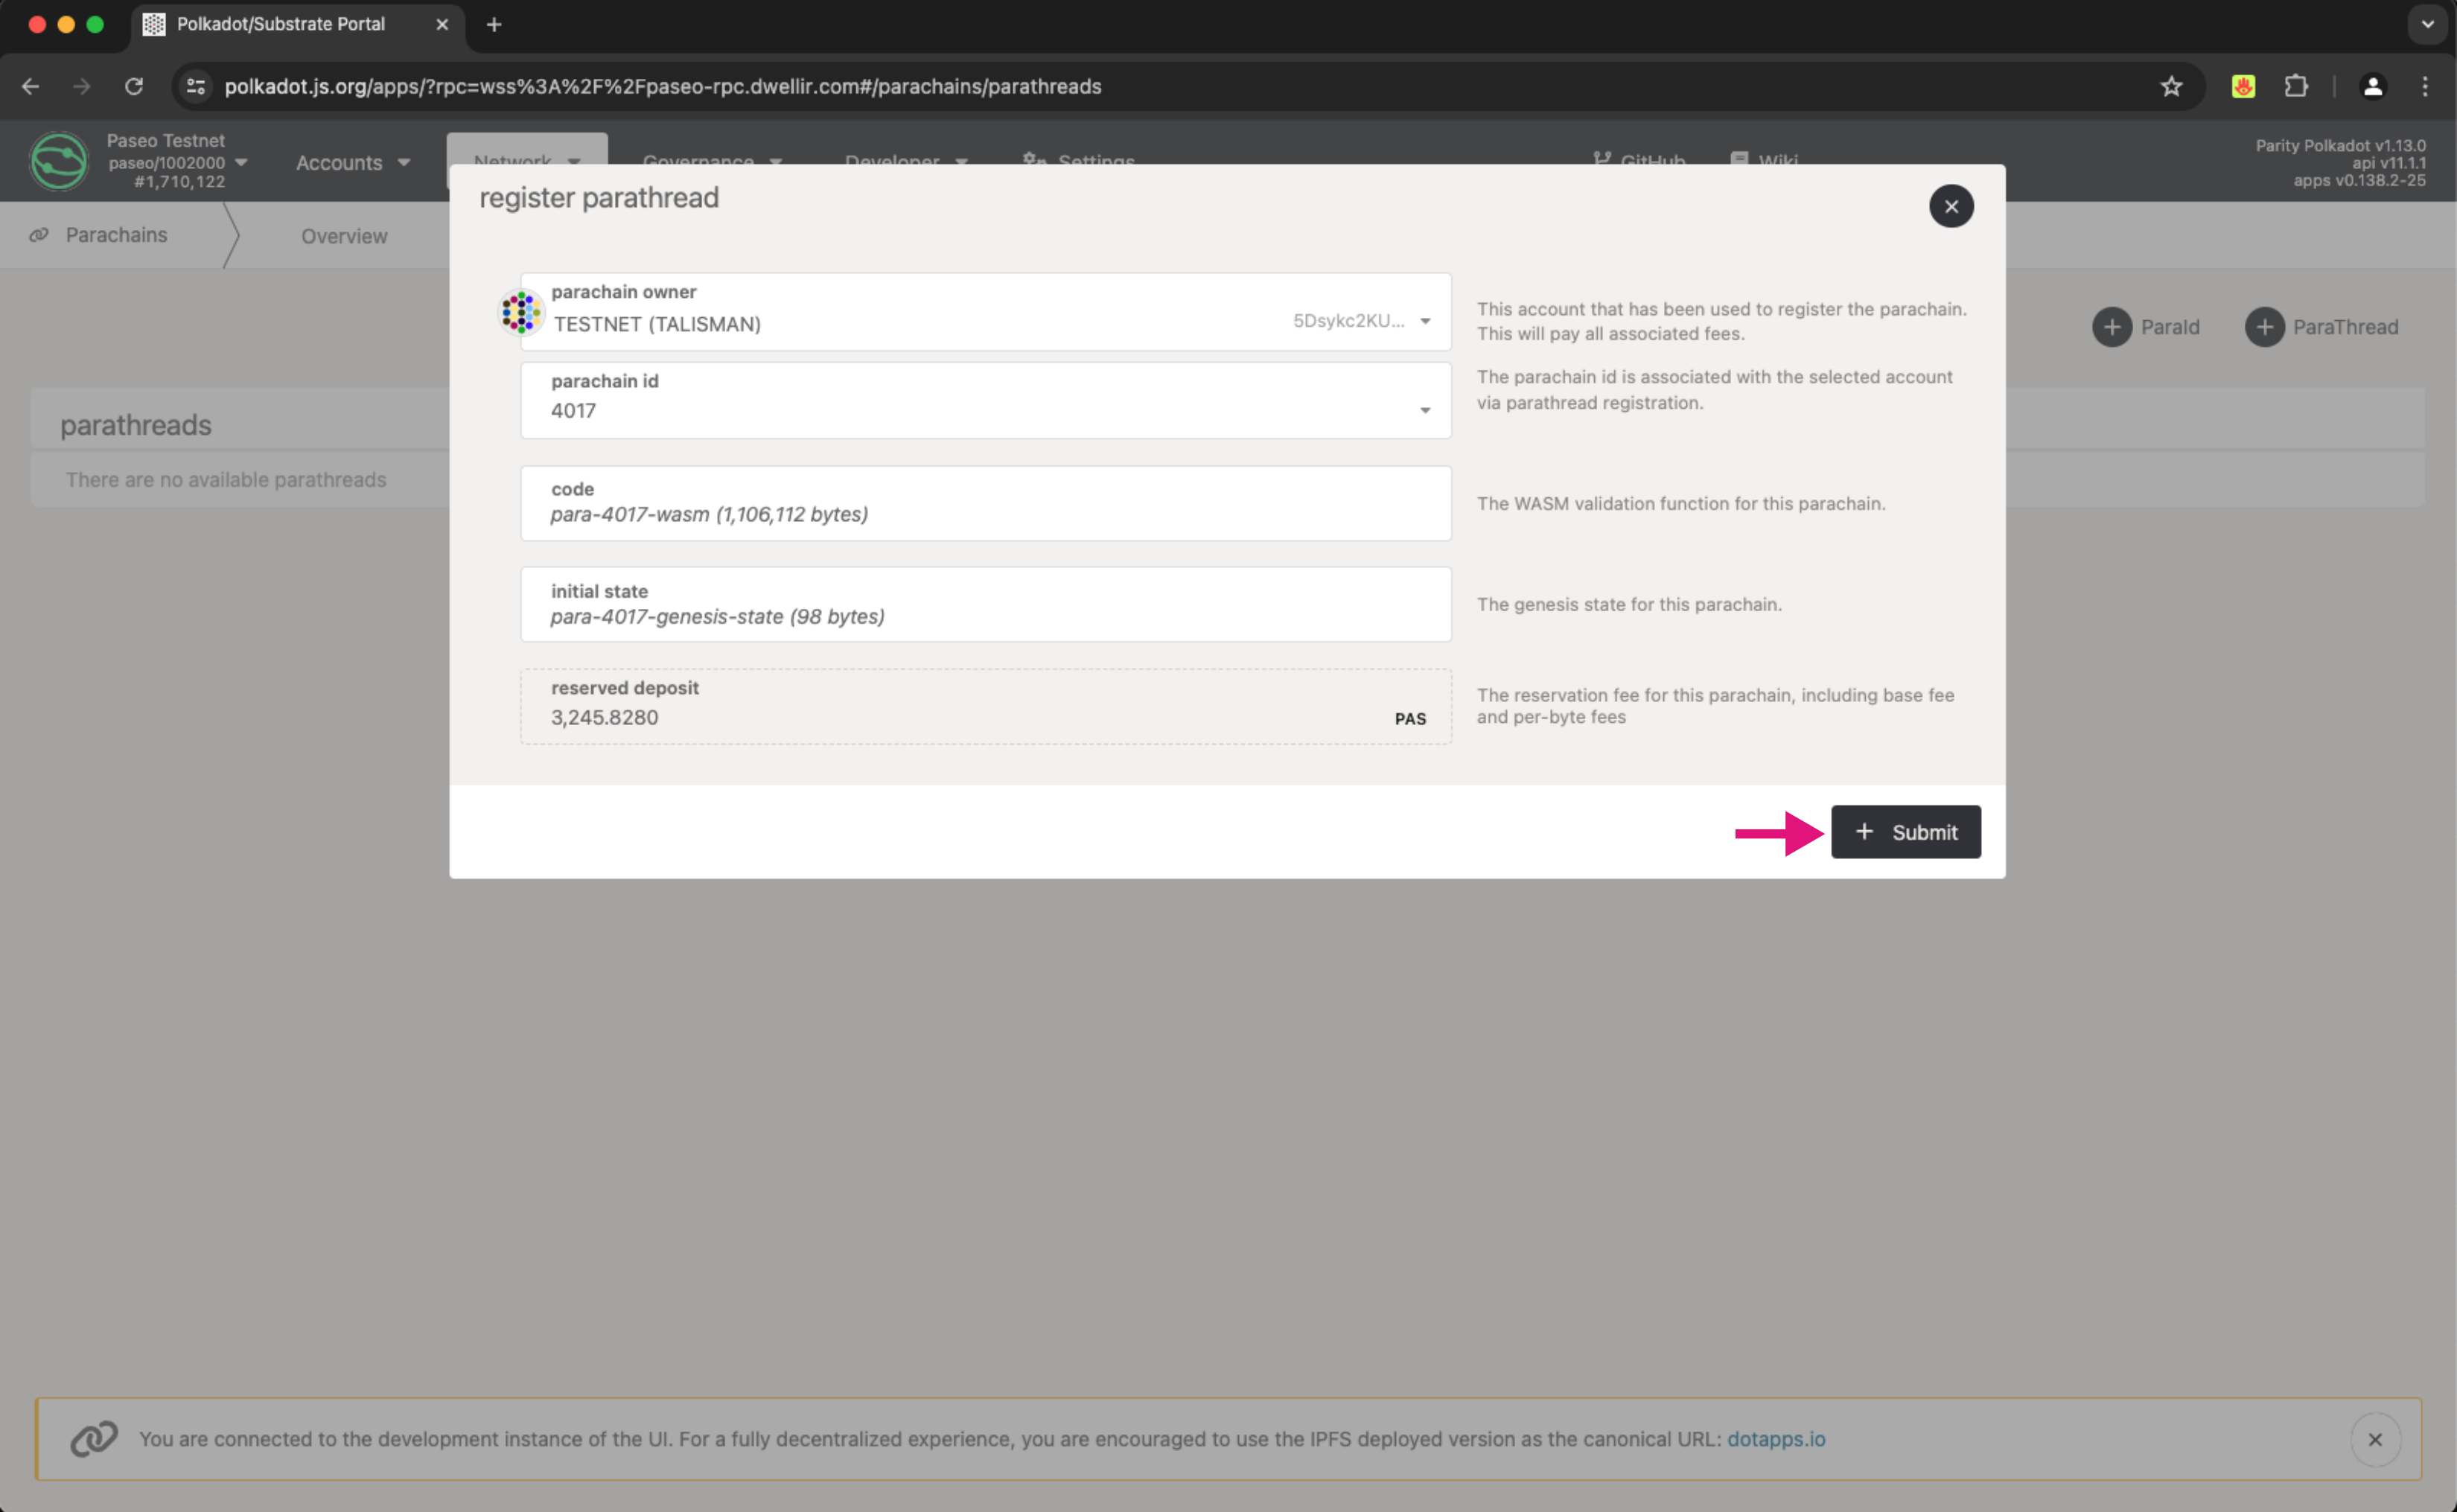 Polkadot/Substrate Portal
polkadot.js.org/apps/?rpc=wss%3A%2F%2Fpaseo-rpc.dwellir.com#/parachains/parathreads
Paseo Testnet
paseo/1002000
#1,710,122
Accounts
Network
Governance
Developer
Settings
GitHub
Wiki
Parity Polkadot v1.13.0
api v11.1.1
apps v0.138.2-25
Parachains
Overview
ParaId
ParaThread
parathreads
There are no available parathreads
register parathread
parachain owner
TESTNET (TALISMAN)
5Dsykc2KU...
This account that has been used to register the parachain.
This will pay all associated fees.
parachain id
4017
The parachain id is associated with the selected account
via parathread registration.
code
para-4017-wasm (1,106,112 bytes)
The WASM validation function for this parachain.
initial state
para-4017-genesis-state (98 bytes)
The genesis state for this parachain.
reserved deposit
3,245.8280
PAS
The reservation fee for this parachain, including base fee
and per-byte fees
Submit
You are connected to the development instance of the UI. For a fully decentralized experience, you are encouraged to use the IPFS deployed version as the canonical URL: dotapps.io